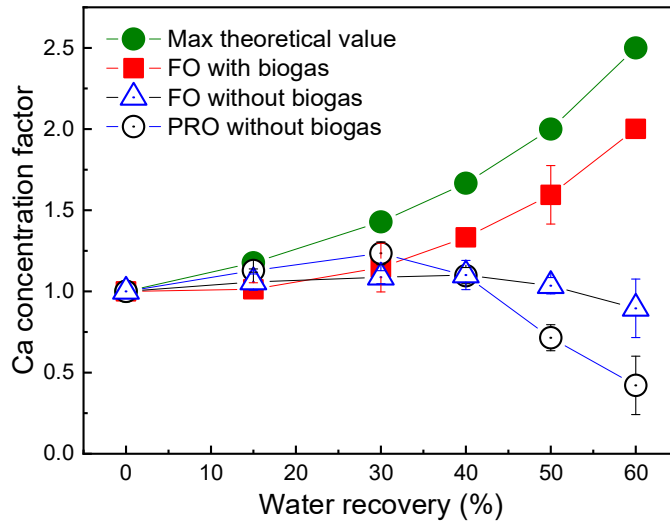 Max theoretical value
FO with biogas
FO without biogas
PRO without biogas
Ca concentration factor
2.5
2.0
1.5
1.0
0.5
0.0
0 10 20 30 40 50 60
Water recovery (%)